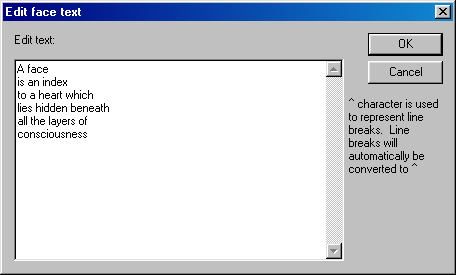 Edit face text
Edit text:
OK
Cancel
A face
is an index
to a heart which
lies hidden beneath
all the layers of
consciousness
^ character is used
to represent line
breaks. Line
breaks will
automatically be
converted to ^